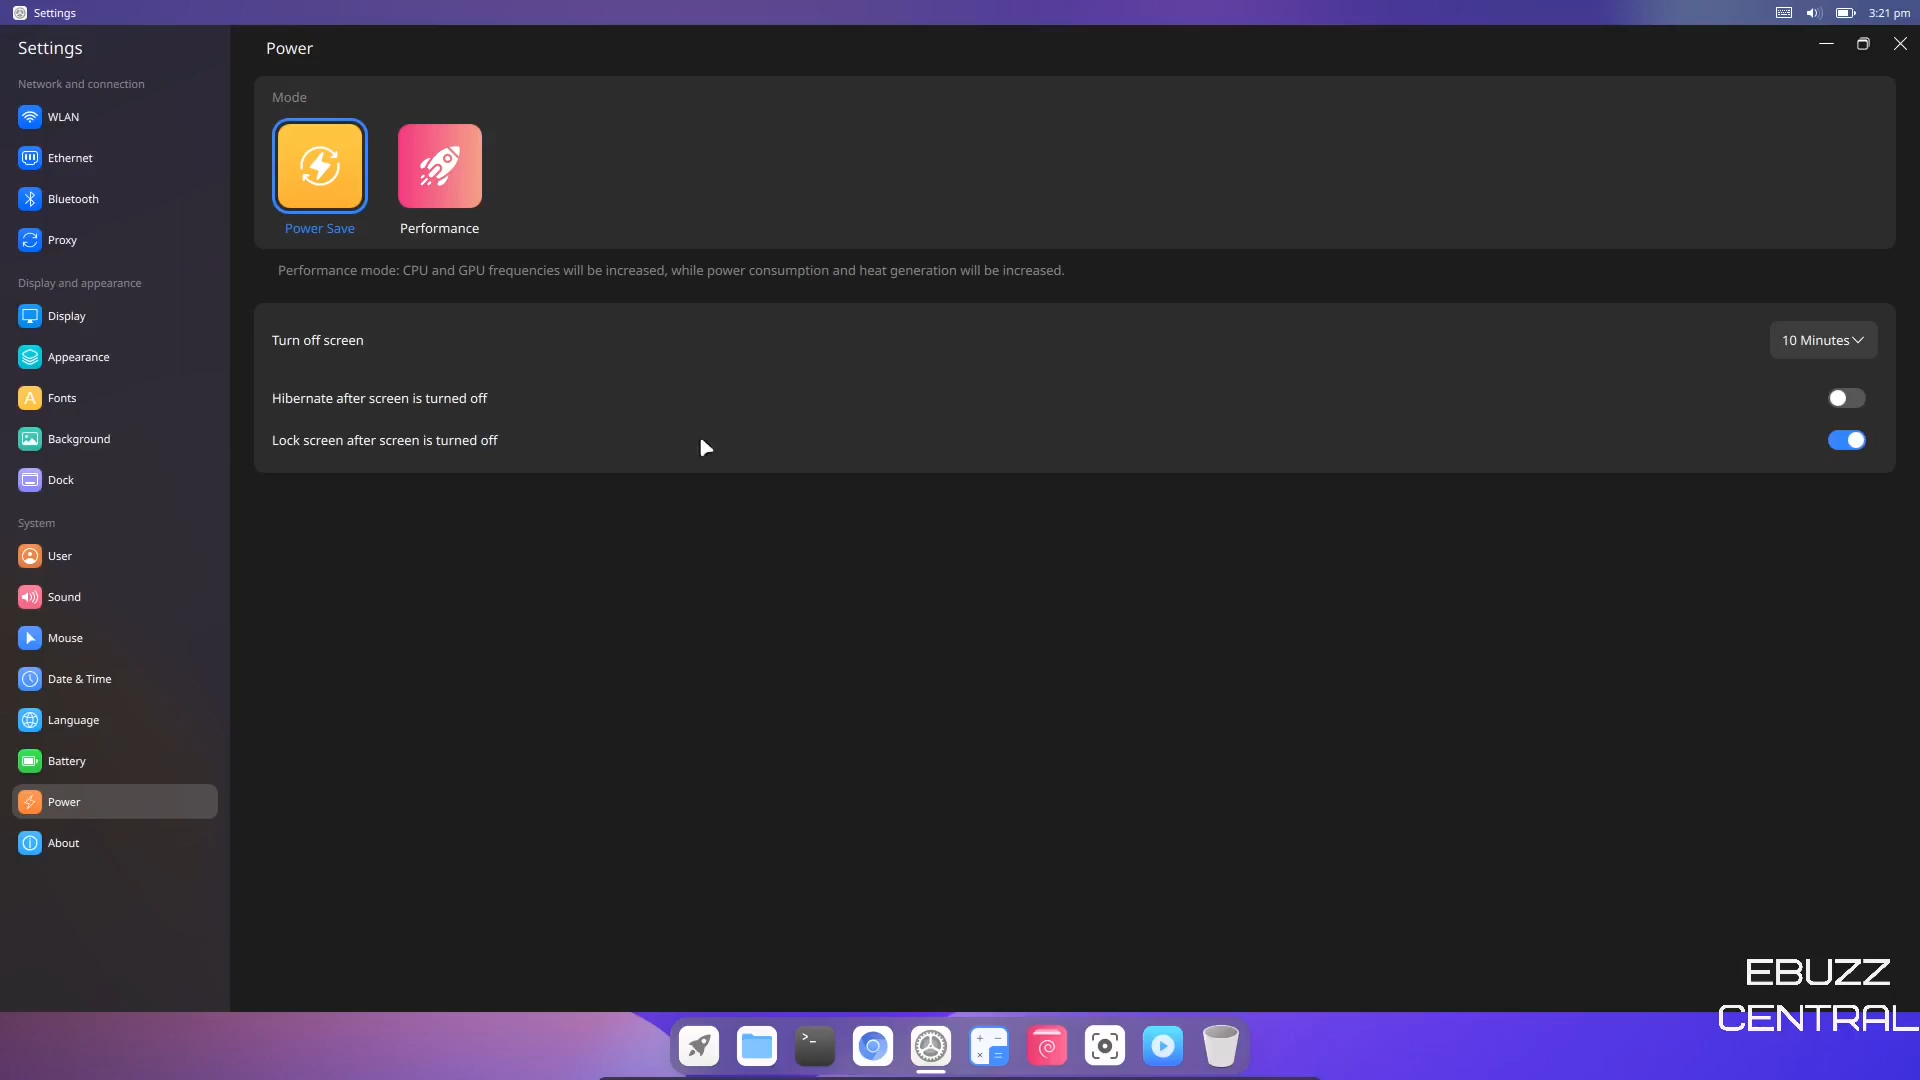 Settings
3:21 pm
Settings
Network and connection
WLAN
Ethernet
Bluetooth
Proxy
Display and appearance
Display
Appearance
Fonts
Background
Dock
System
User
Sound
Mouse
Date & Time
Language
Battery
Power
About
Power
Mode
Power Save
Performance
Performance mode: CPU and GPU frequencies will be increased, while power consumption and heat generation will be increased.
Turn off screen
10 Minutes
Hibernate after screen is turned off
Lock screen after screen is turned off
EBUZZ
CENTRAL